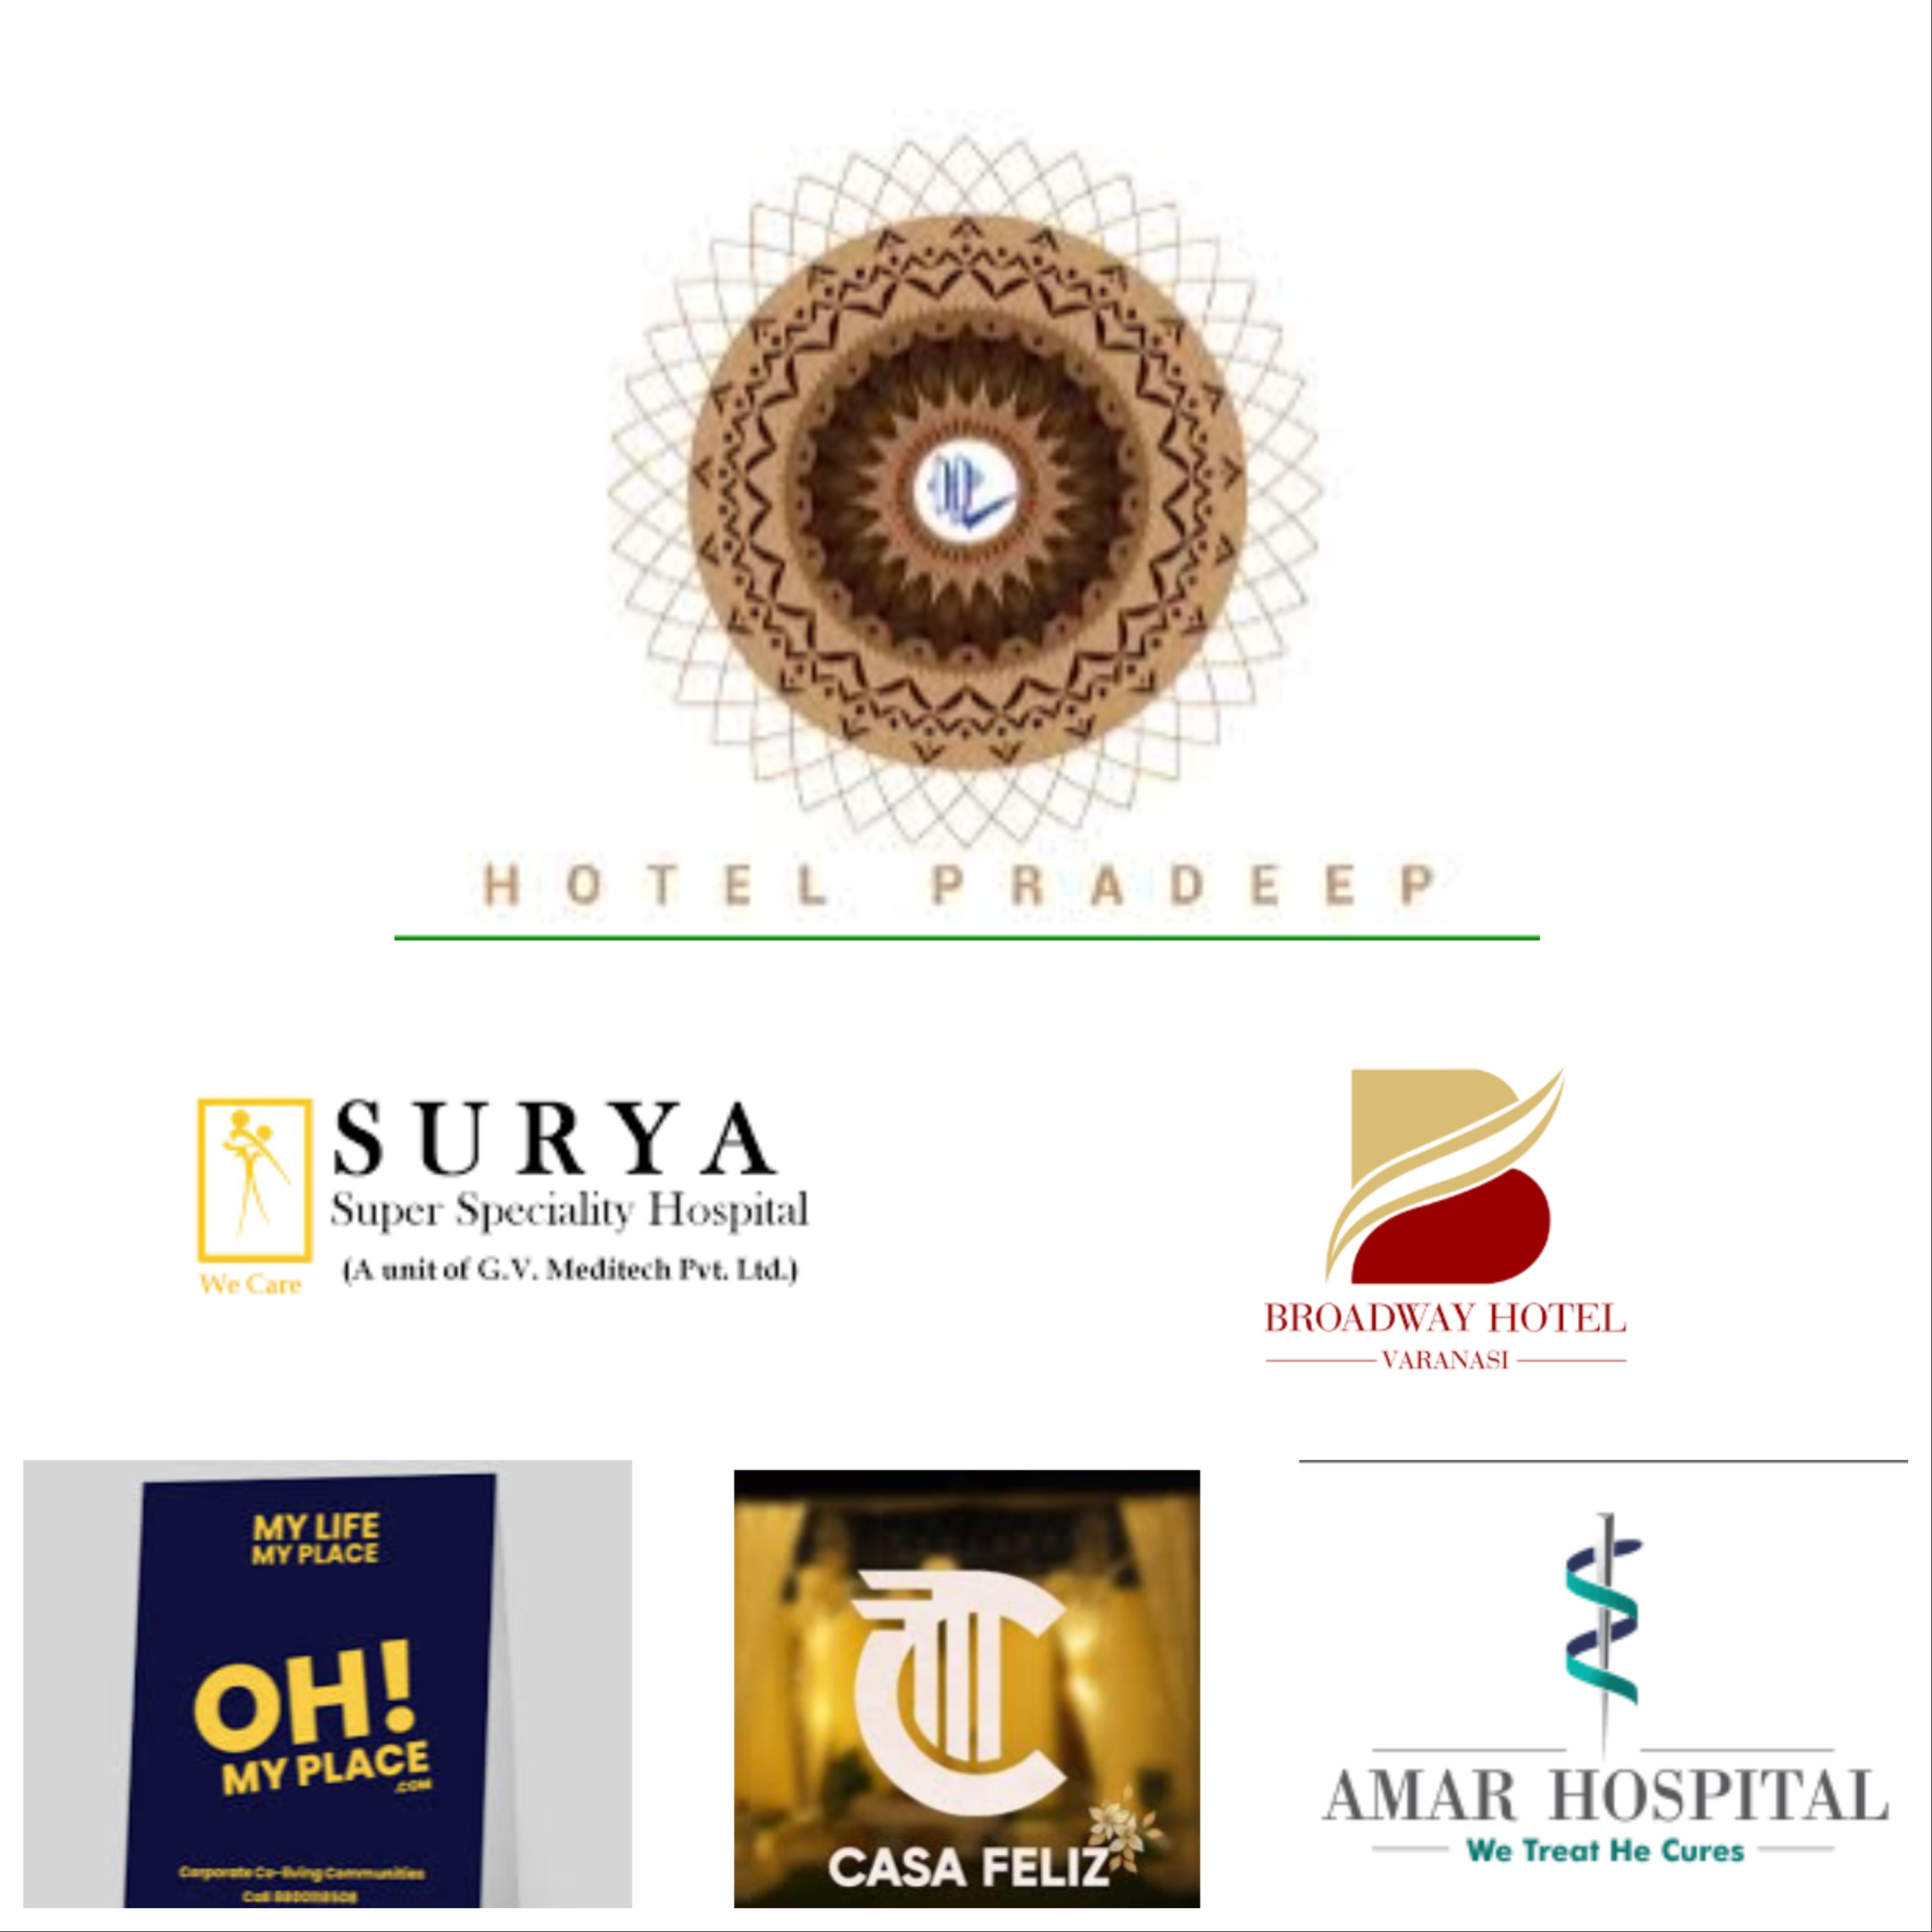 HOTEL PRADEEP
SURYA
Super Speciality Hospital
(A unit of G.V. Meditech Pvt. Ltd.)
We Care
BROADWAY HOTEL
VARANASI
MY LIFE
MY PLACE
OH!
MY PLACE
.COM
Corporate Co-living Communities
Call
CASA FELIZ
AMAR HOSPITAL
We Treat He Cures